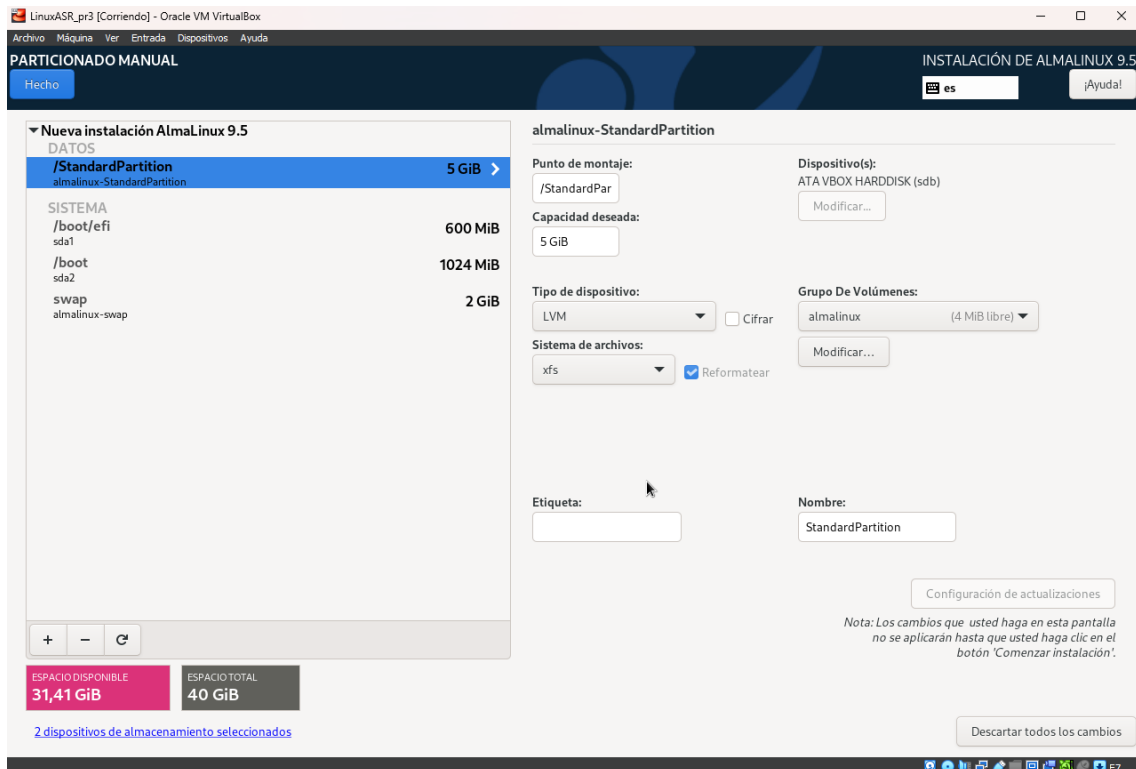 LinuxASR_pr3 [Corriendo] - Oracle VM VirtualBox
Archivo Máquina Ver Entrada Dispositivos Ayuda
PARTICIONADO MANUAL
INSTALACIÓN DE ALMALINUX 9.5
Hecho
es
¡Ayuda!
Nueva instalación AlmaLinux 9.5
DATOS
/StandardPartition
5 GiB
almalinux-StandardPartition
SISTEMA
/boot/efi
600 MiB
sda1
/boot
1024 MiB
sda2
swap
2 GiB
almalinux-swap
almalinux-StandardPartition
Punto de montaje:
/StandardPar
Dispositivo(s):
ATA VBOX HARDDISK (sdb)
Modificar...
Capacidad deseada:
5 GiB
Tipo de dispositivo:
LVM
Cifrar
Grupo De Volúmenes:
almalinux (4 MiB libre)
Modificar...
Sistema de archivos:
xfs
Reformatear
Etiqueta:
Nombre:
StandardPartition
Configuración de actualizaciones
Nota: Los cambios que usted haga en esta pantalla
no se aplicarán hasta que usted haga clic en el
botón 'Comenzar instalación'.
+ −
ESPACIO DISPONIBLE
31,41 GiB
ESPACIO TOTAL
40 GiB
2 dispositivos de almacenamiento seleccionados
Descartar todos los cambios